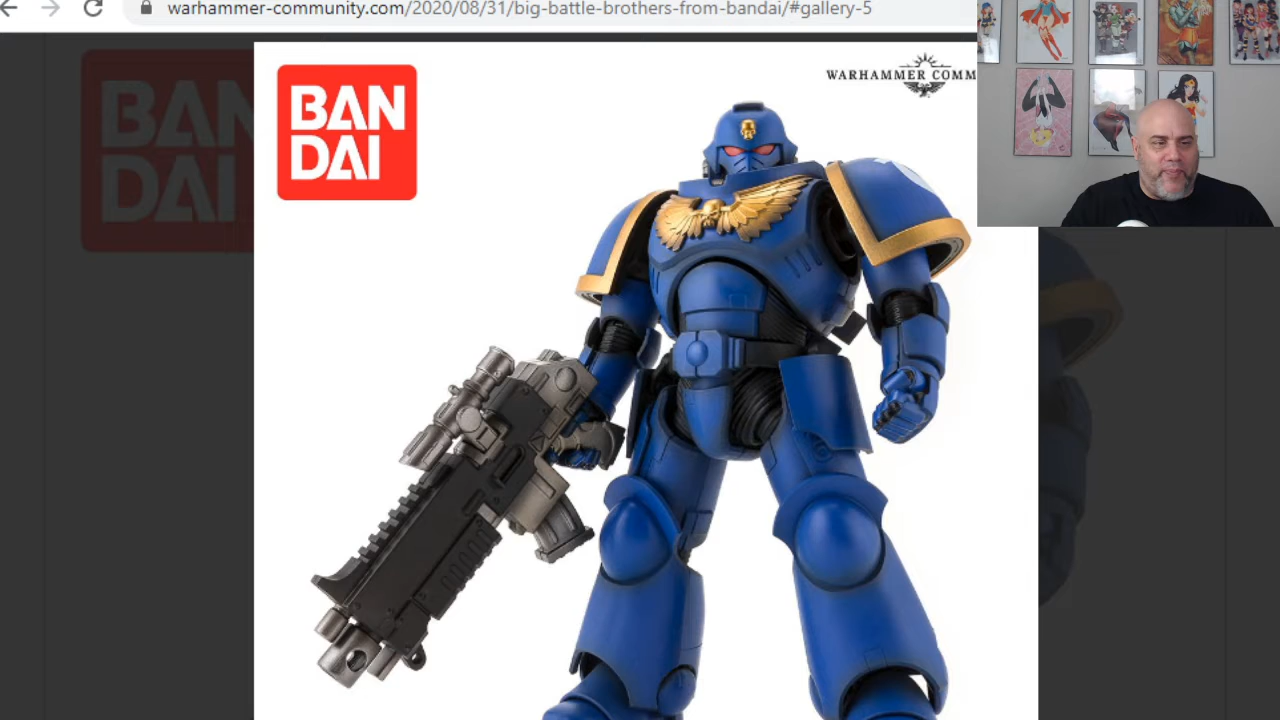 warhammer-community.com/2020/08/31/big-battle-brothers-from-bandai/#gallery-5
BAN
DAI
WARHAMMER COMM
BAN
DAI